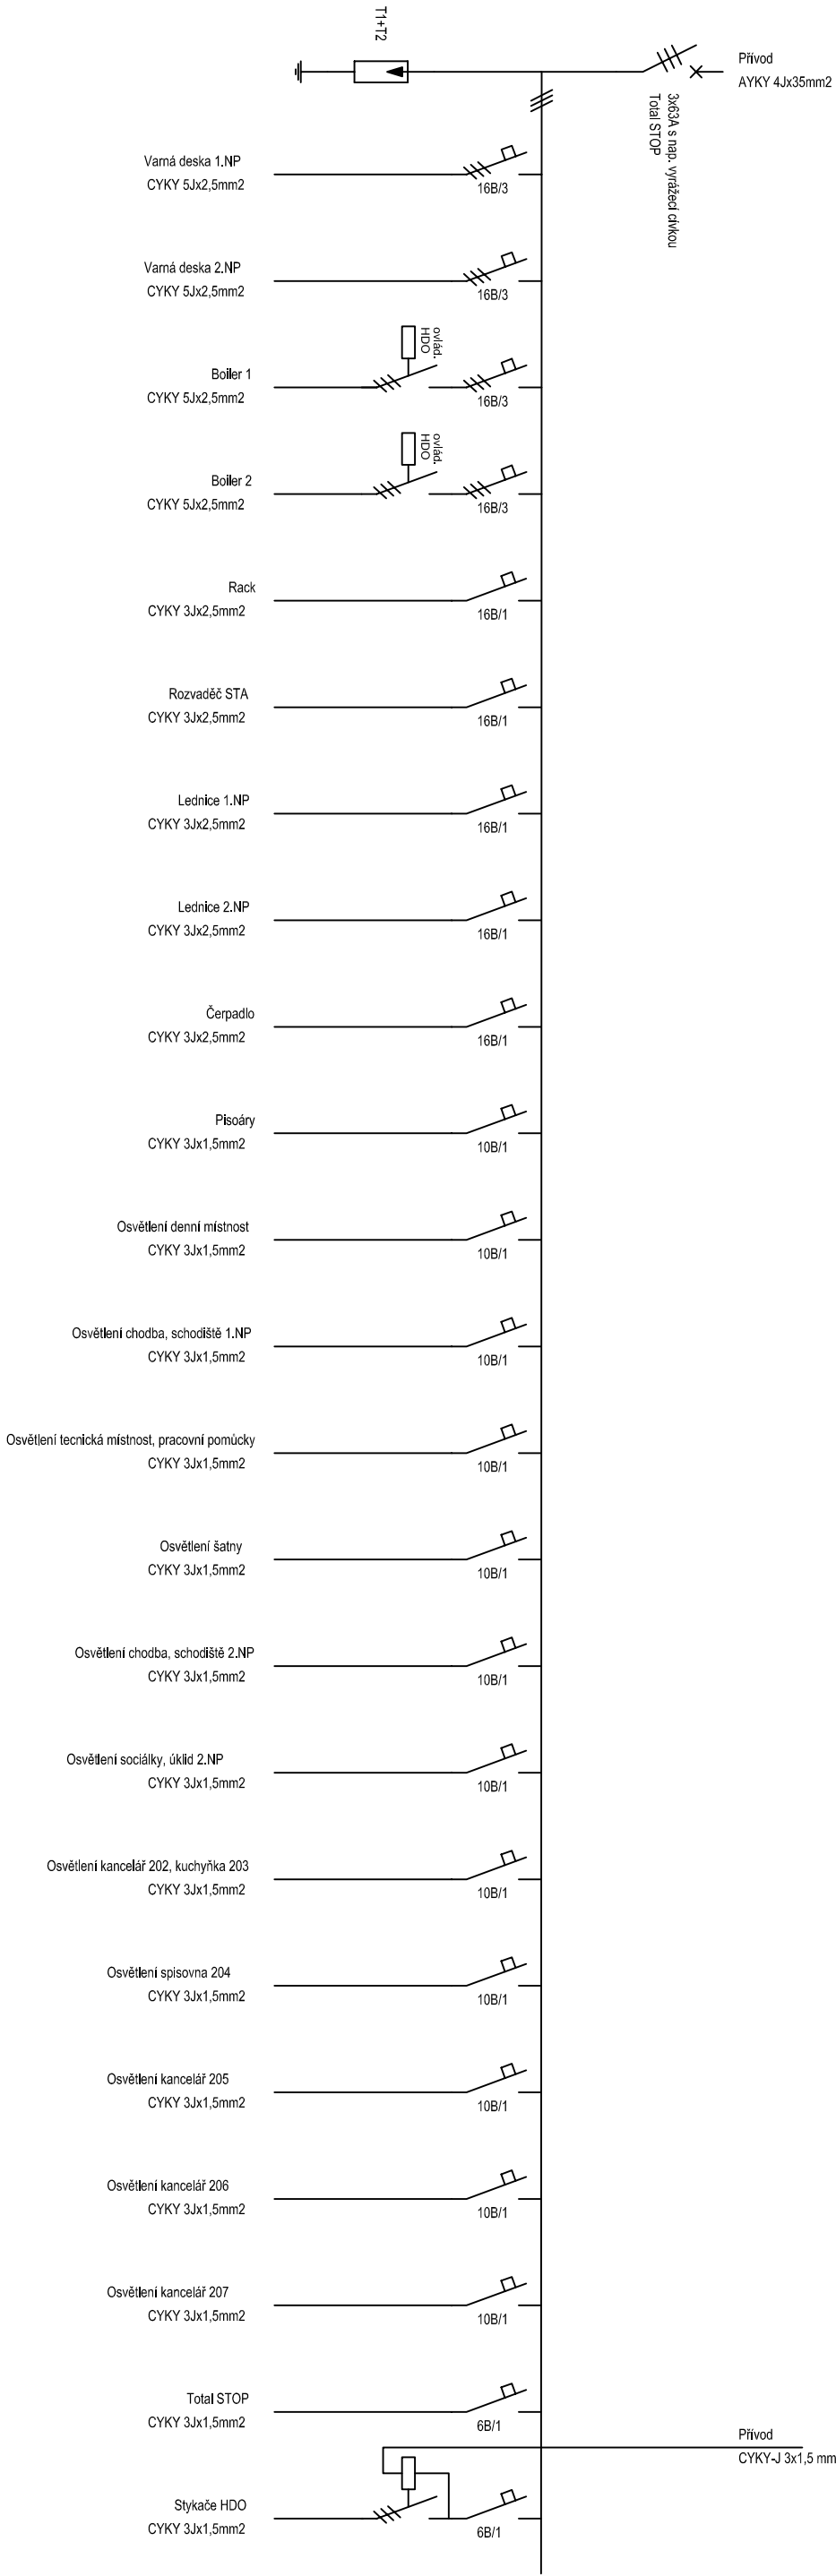 T1+T2
Přívod
AYKY 4Jx35mm2
3x63A s nap. vyrážecí cívkou
Total STOP
Varná deska 1.NP
CYKY 5Jx2,5mm2
16B/3
Varná deska 2.NP
CYKY 5Jx2,5mm2
16B/3
ovlád.
HDO
Boiler 1
CYKY 5Jx2,5mm2
16B/3
ovlád.
HDO
Boiler 2
CYKY 5Jx2,5mm2
16B/3
Rack
CYKY 3Jx2,5mm2
16B/1
Rozvaděč STA
CYKY 3Jx2,5mm2
16B/1
Lednice 1.NP
CYKY 3Jx2,5mm2
16B/1
Lednice 2.NP
CYKY 3Jx2,5mm2
16B/1
Čerpadlo
CYKY 3Jx2,5mm2
16B/1
Pisoáry
CYKY 3Jx1,5mm2
10B/1
Osvětlení denní místnost
CYKY 3Jx1,5mm2
10B/1
Osvětlení chodba, schodiště 1.NP
CYKY 3Jx1,5mm2
10B/1
Osvětlení tecnická místnost, pracovní pomůcky
CYKY 3Jx1,5mm2
10B/1
Osvětlení šatny
CYKY 3Jx1,5mm2
10B/1
Osvětlení chodba, schodiště 2.NP
CYKY 3Jx1,5mm2
10B/1
Osvětlení sociálky, úklid 2.NP
CYKY 3Jx1,5mm2
10B/1
Osvětlení kancelář 202, kuchyňka 203
CYKY 3Jx1,5mm2
10B/1
Osvětlení spisovna 204
CYKY 3Jx1,5mm2
10B/1
Osvětlení kancelář 205
CYKY 3Jx1,5mm2
10B/1
Osvětlení kancelář 206
CYKY 3Jx1,5mm2
10B/1
Osvětlení kancelář 207
CYKY 3Jx1,5mm2
10B/1
Total STOP
CYKY 3Jx1,5mm2
6B/1
Přívod
CYKY-J 3x1,5 mm
Stykače HDO
CYKY 3Jx1,5mm2
6B/1